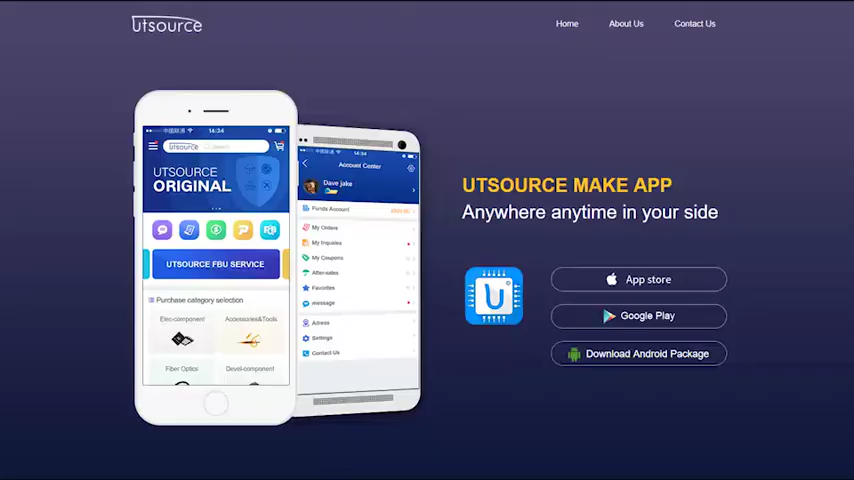 utsource
Home
About Us
Contact Us
14:34
utsource
Search
UTSOURCE
ORIGINAL
UTSOURCE FBU SERVICE
Purchase category selection
Elec-component
Accessories&Tools
Fiber Optics
Devel-component
14:34
Account Center
Dave jake
Funds Account
My Orders
My Inquiries
My Coupons
After-sales
Favorites
message
Adress
Settings
Contact Us
UTSOURCE MAKE APP
Anywhere anytime in your side
U
App store
Google Play
Download Android Package